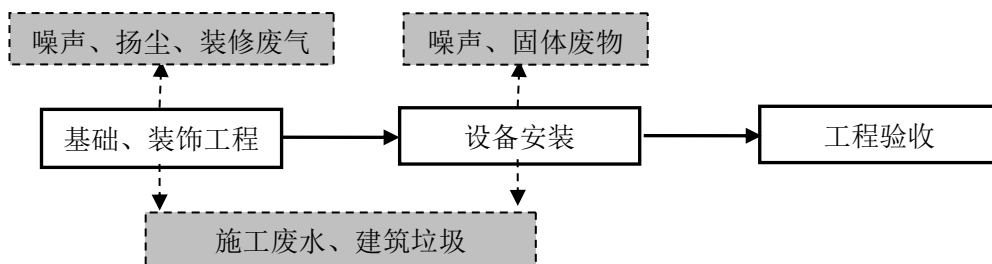 噪声、扬尘、装修废气
噪声、固体废物
基础、装饰工程
设备安装
工程验收
施工废水、建筑垃圾